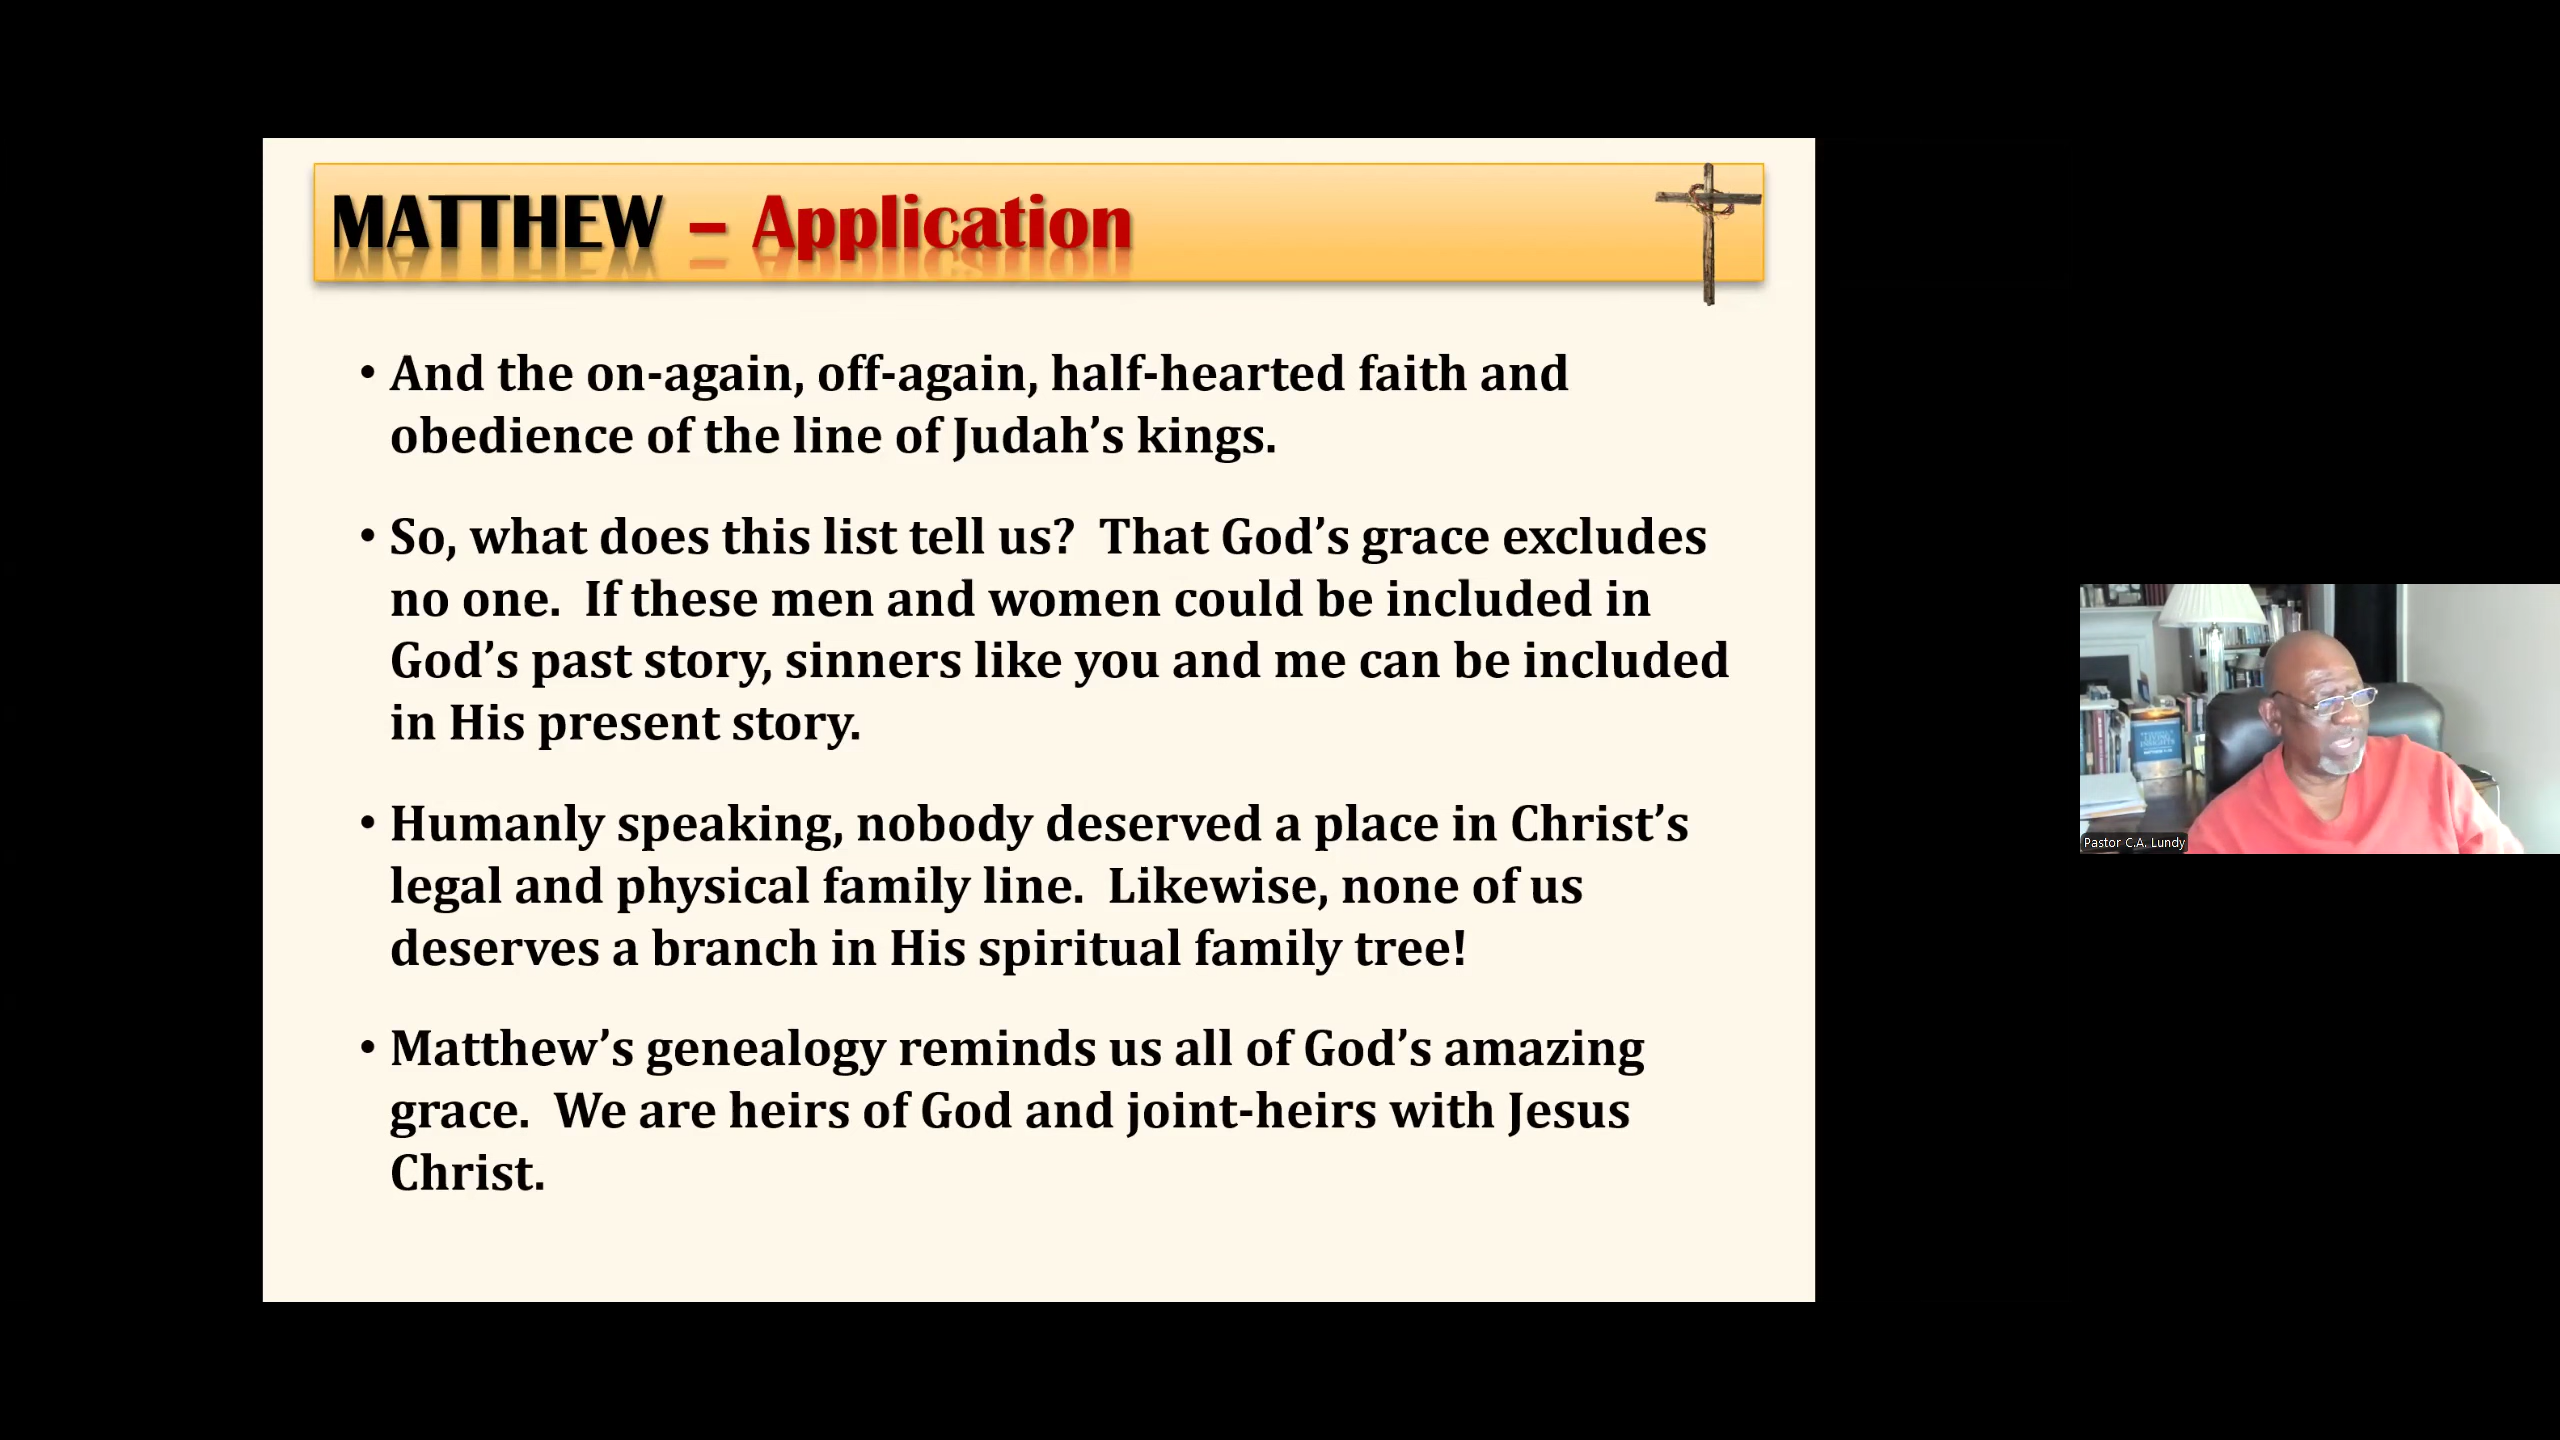 MATTHEW – Application
• And the on-again, off-again, half-hearted faith and
obedience of the line of Judah’s kings.
• So, what does this list tell us?  That God’s grace excludes
no one.  If these men and women could be included in
God’s past story, sinners like you and me can be included
in His present story.
• Humanly speaking, nobody deserved a place in Christ’s
legal and physical family line.  Likewise, none of us
deserves a branch in His spiritual family tree!
• Matthew’s genealogy reminds us all of God’s amazing
grace.  We are heirs of God and joint-heirs with Jesus
Christ.
LIVING
INSIGHTS
Pastor C.A. Lundy